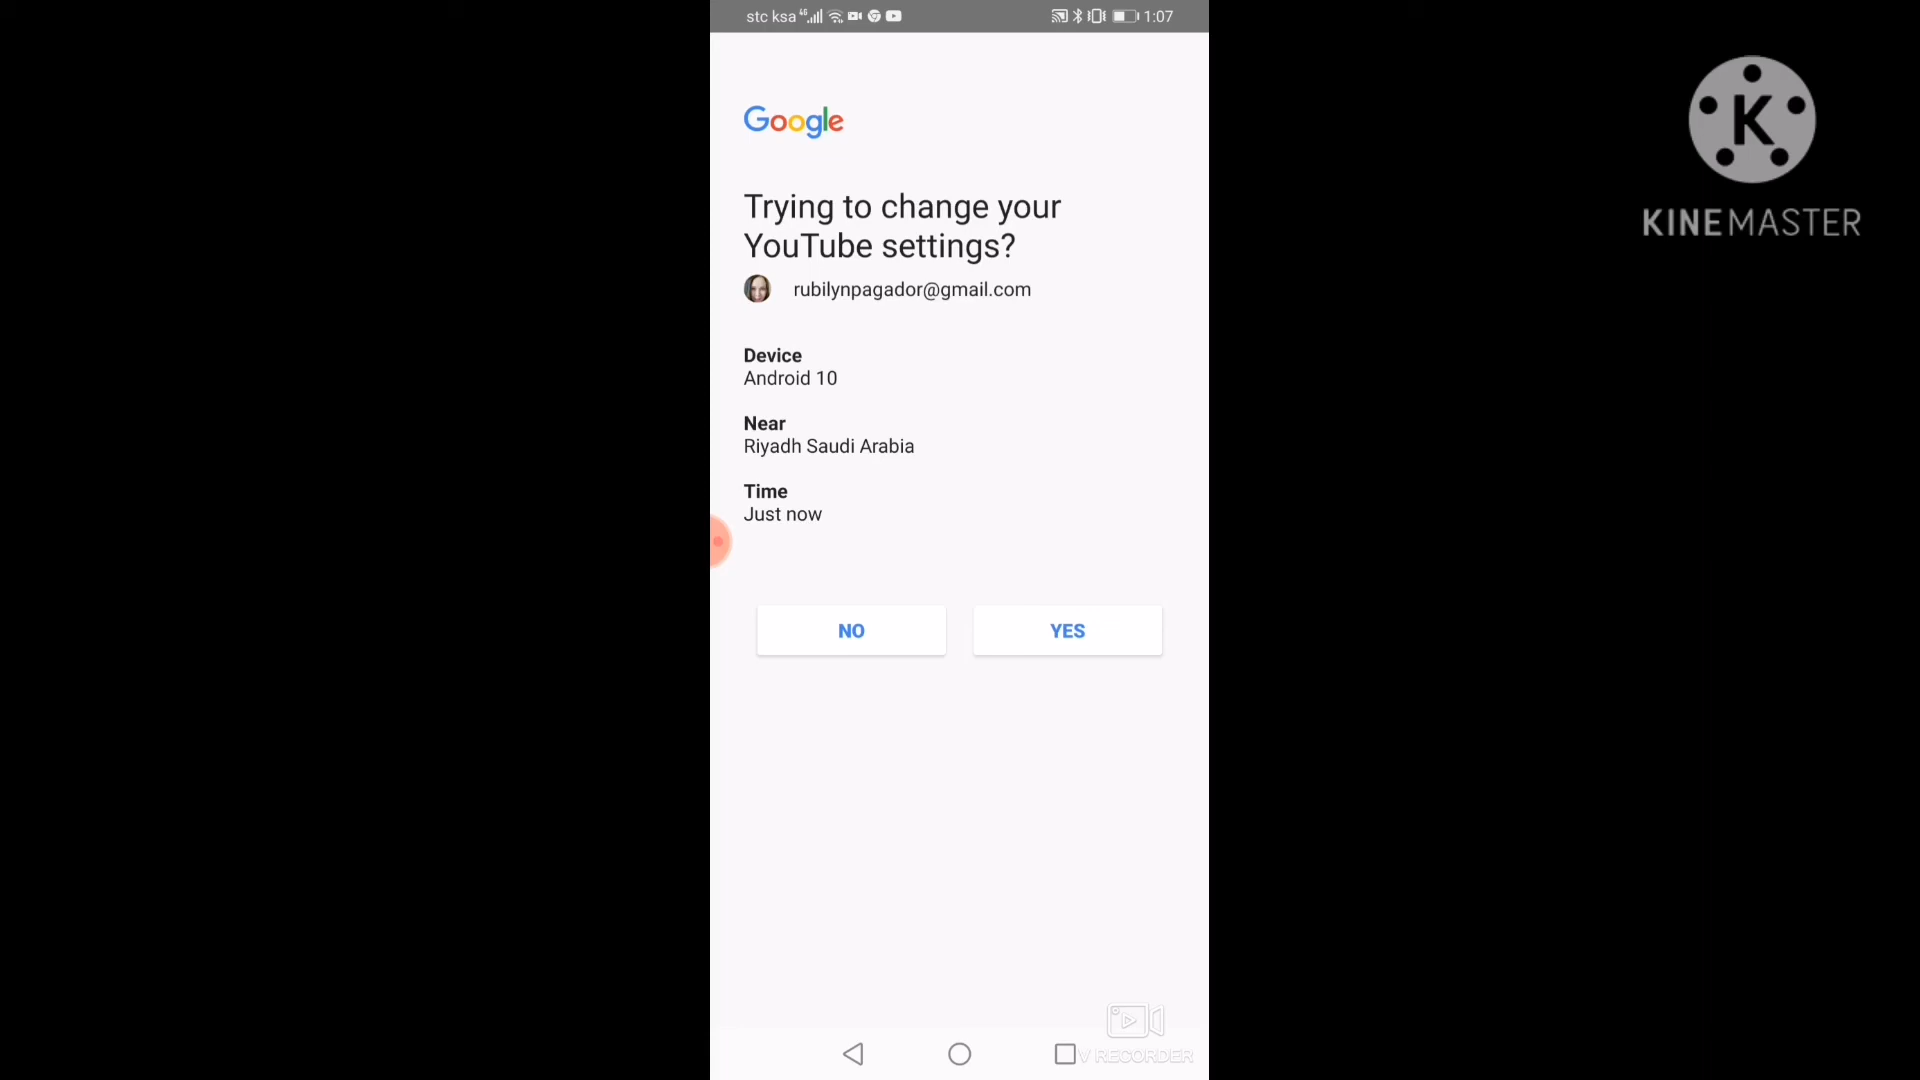 stc ksa 1:07
K
KINEMASTER
Google
Trying to change your
YouTube settings?
rubilynpagador@gmail.com
Device
Android 10
Near
Riyadh Saudi Arabia
Time
Just now
NO YES
V RECORDER